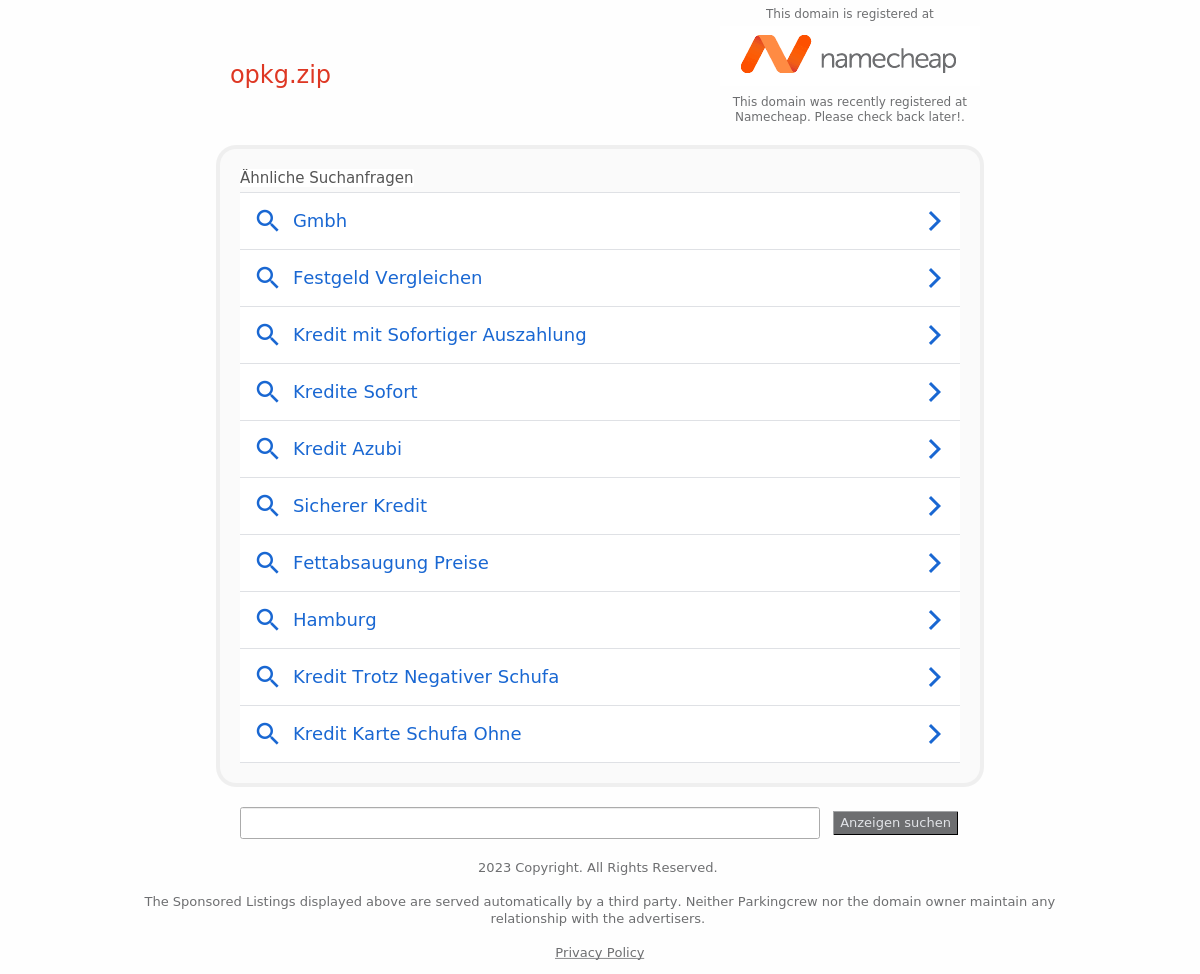 This domain is registered at
namecheap
opkg.zip
This domain was recently registered at
Namecheap. Please check back later!.
Ähnliche Suchanfragen
Gmbh
Festgeld Vergleichen
Kredit mit Sofortiger Auszahlung
Kredite Sofort
Kredit Azubi
Sicherer Kredit
Fettabsaugung Preise
Hamburg
Kredit Trotz Negativer Schufa
Kredit Karte Schufa Ohne
Anzeigen suchen
2023 Copyright. All Rights Reserved.
The Sponsored Listings displayed above are served automatically by a third party. Neither Parkingcrew nor the domain owner maintain any
relationship with the advertisers.
Privacy Policy